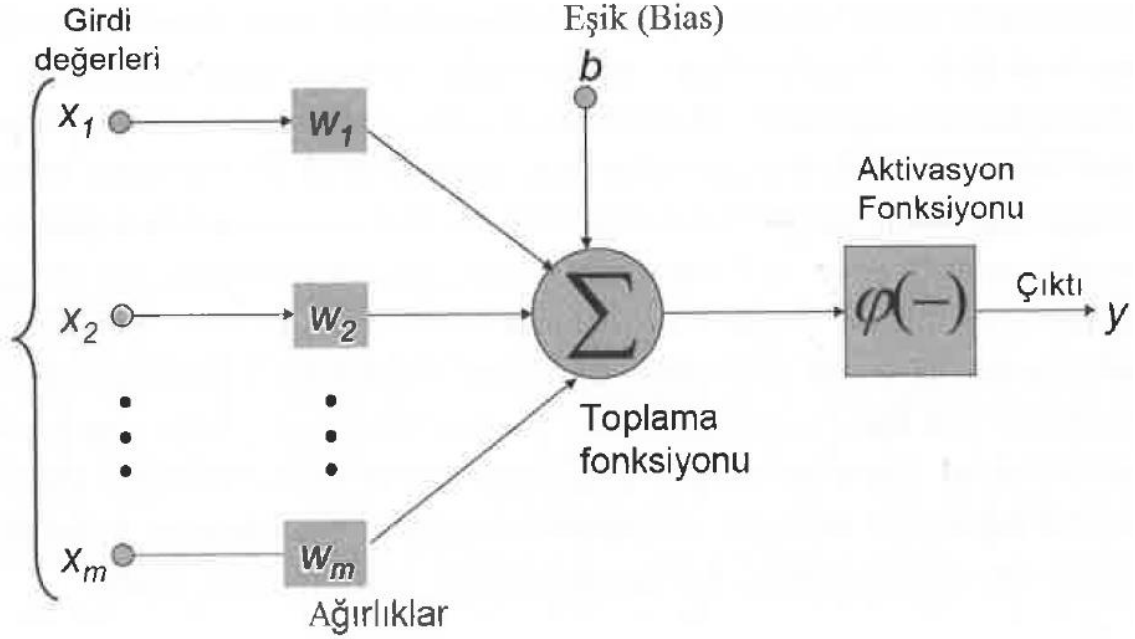 Girdi
değerleri
Eşik (Bias)
b
x1
w1
Aktivasyon
Fonksiyonu
x2
w2
∑
φ(−)
Çıktı
y
Toplama
fonksiyonu
xm
wm
Ağırlıklar